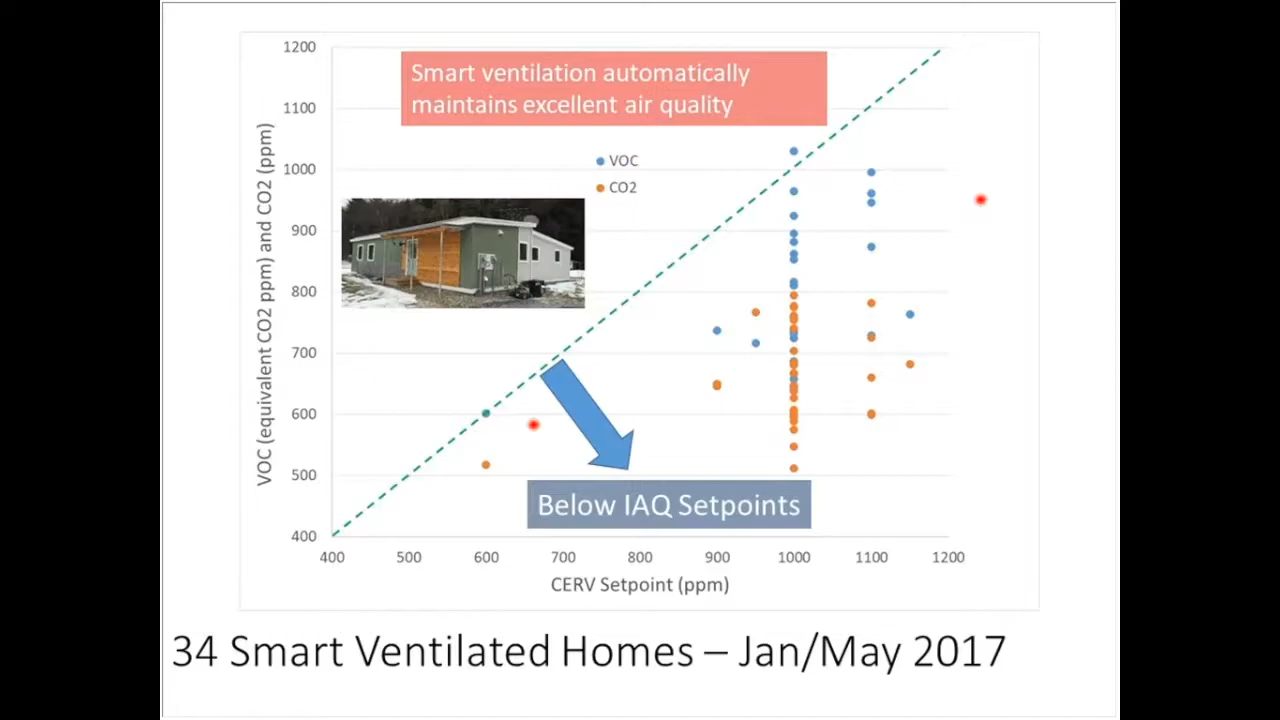 Smart ventilation automatically
maintains excellent air quality
VOC
CO2
VOC (equivalent CO2 ppm) and CO2 (ppm)
1200
1100
1000
900
800
700
600
500
400
Below IAQ Setpoints
400 500 600 700 800 900 1000 1100 1200
CERV Setpoint (ppm)
34 Smart Ventilated Homes – Jan/May 2017